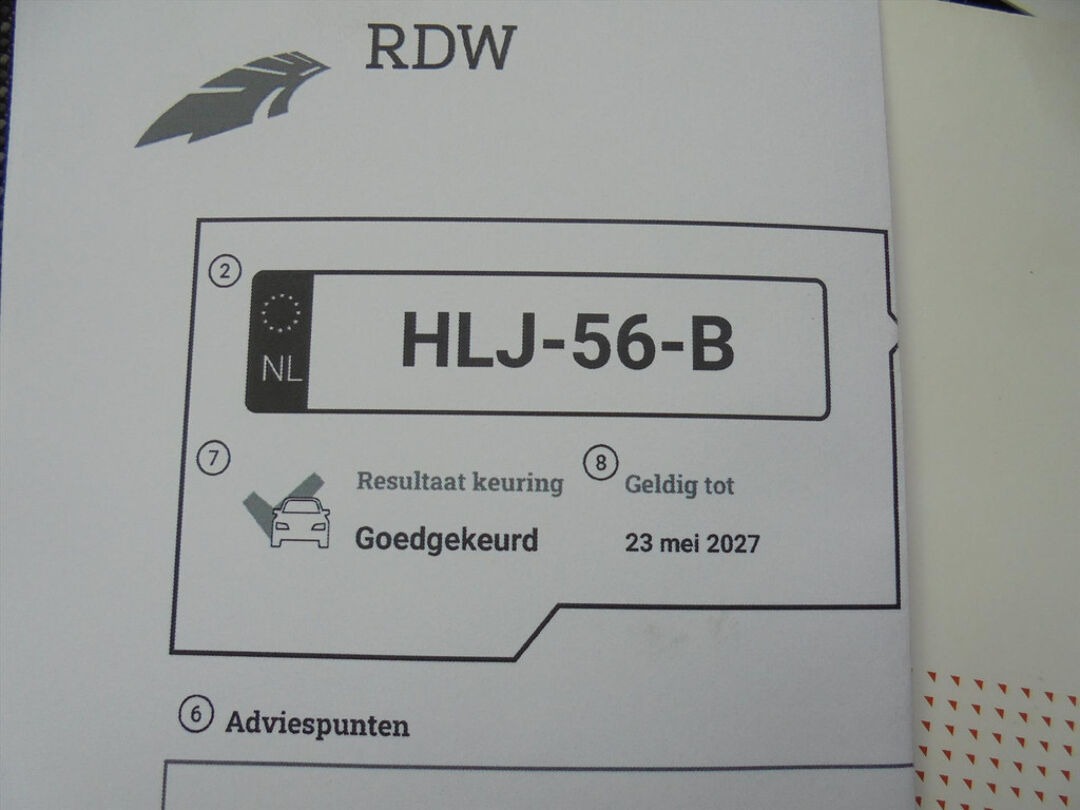 RDW
2
NL
HLJ-56-B
7
Resultaat keuring
Goedgekeurd
8
Geldig tot
23 mei 2027
6
Adviespunten